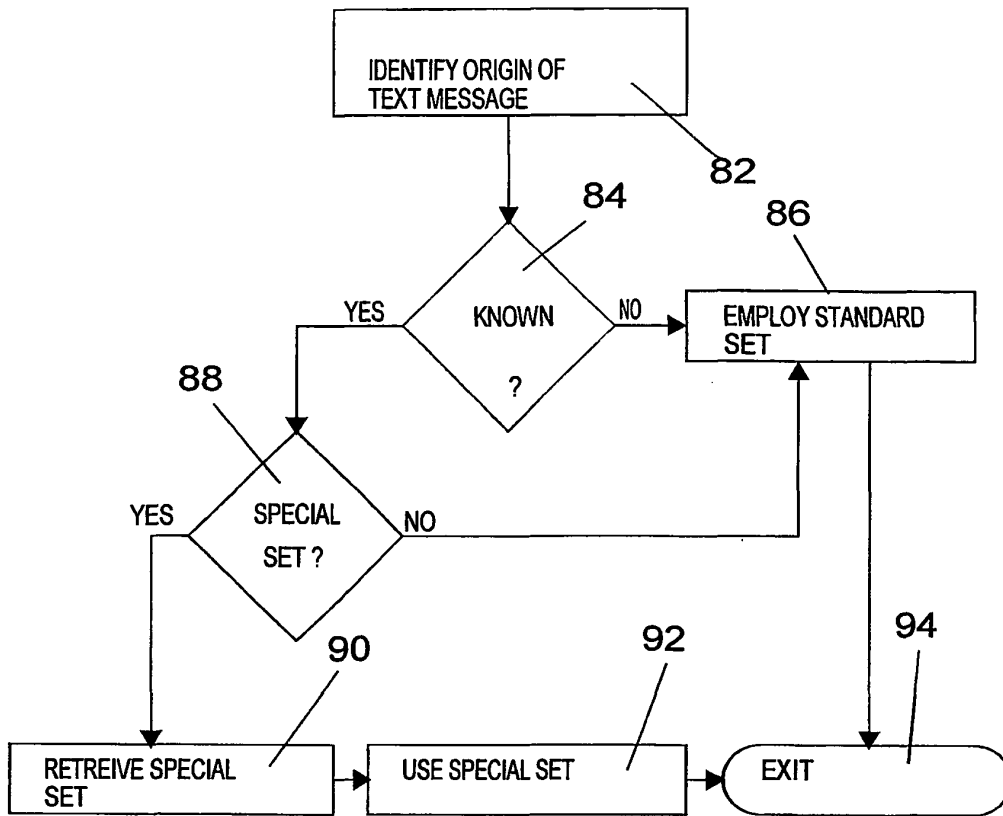 IDENTIFY ORIGIN OF
TEXT MESSAGE
82
84
86
YES
KNOWN
?
NO
EMPLOY STANDARD
SET
88
YES
SPECIAL
SET ?
NO
90
92
94
RETREIVE SPECIAL
SET
USE SPECIAL SET
EXIT